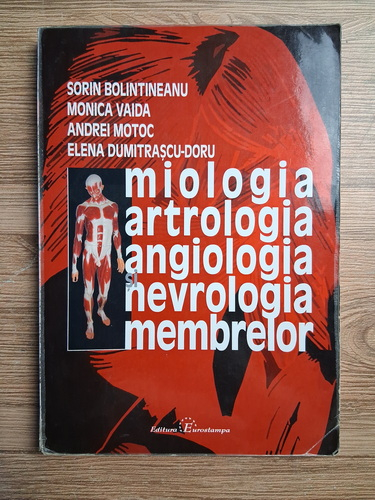 SORIN BOLINTINEANU
MONICA VAIDA
ANDREI MOTOC
ELENA DUMITRAȘCU-DORU
miologia
artrologia
angiologia
și nevrologia
membrelor
Editura Eurostampa